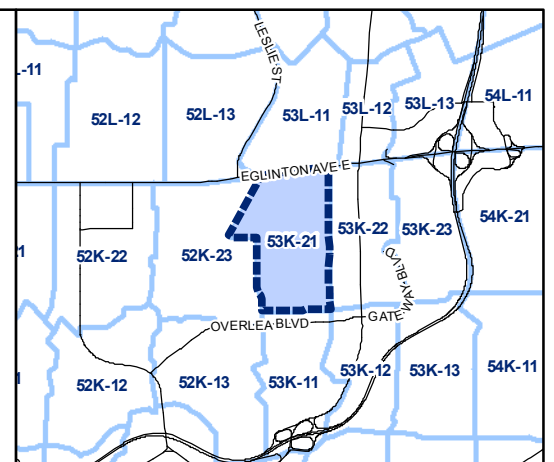 LESLIE ST
-11
52L-12
52L-13
53L-11
53L-12
53L-13
54L-11
EGLINTON AVE E
52K-22
52K-23
53K-21
53K-22
53K-23
54K-21
1
GATEWAY BLVD
OVERLEA BLVD
52K-12
52K-13
53K-11
53K-12
53K-13
54K-11
1